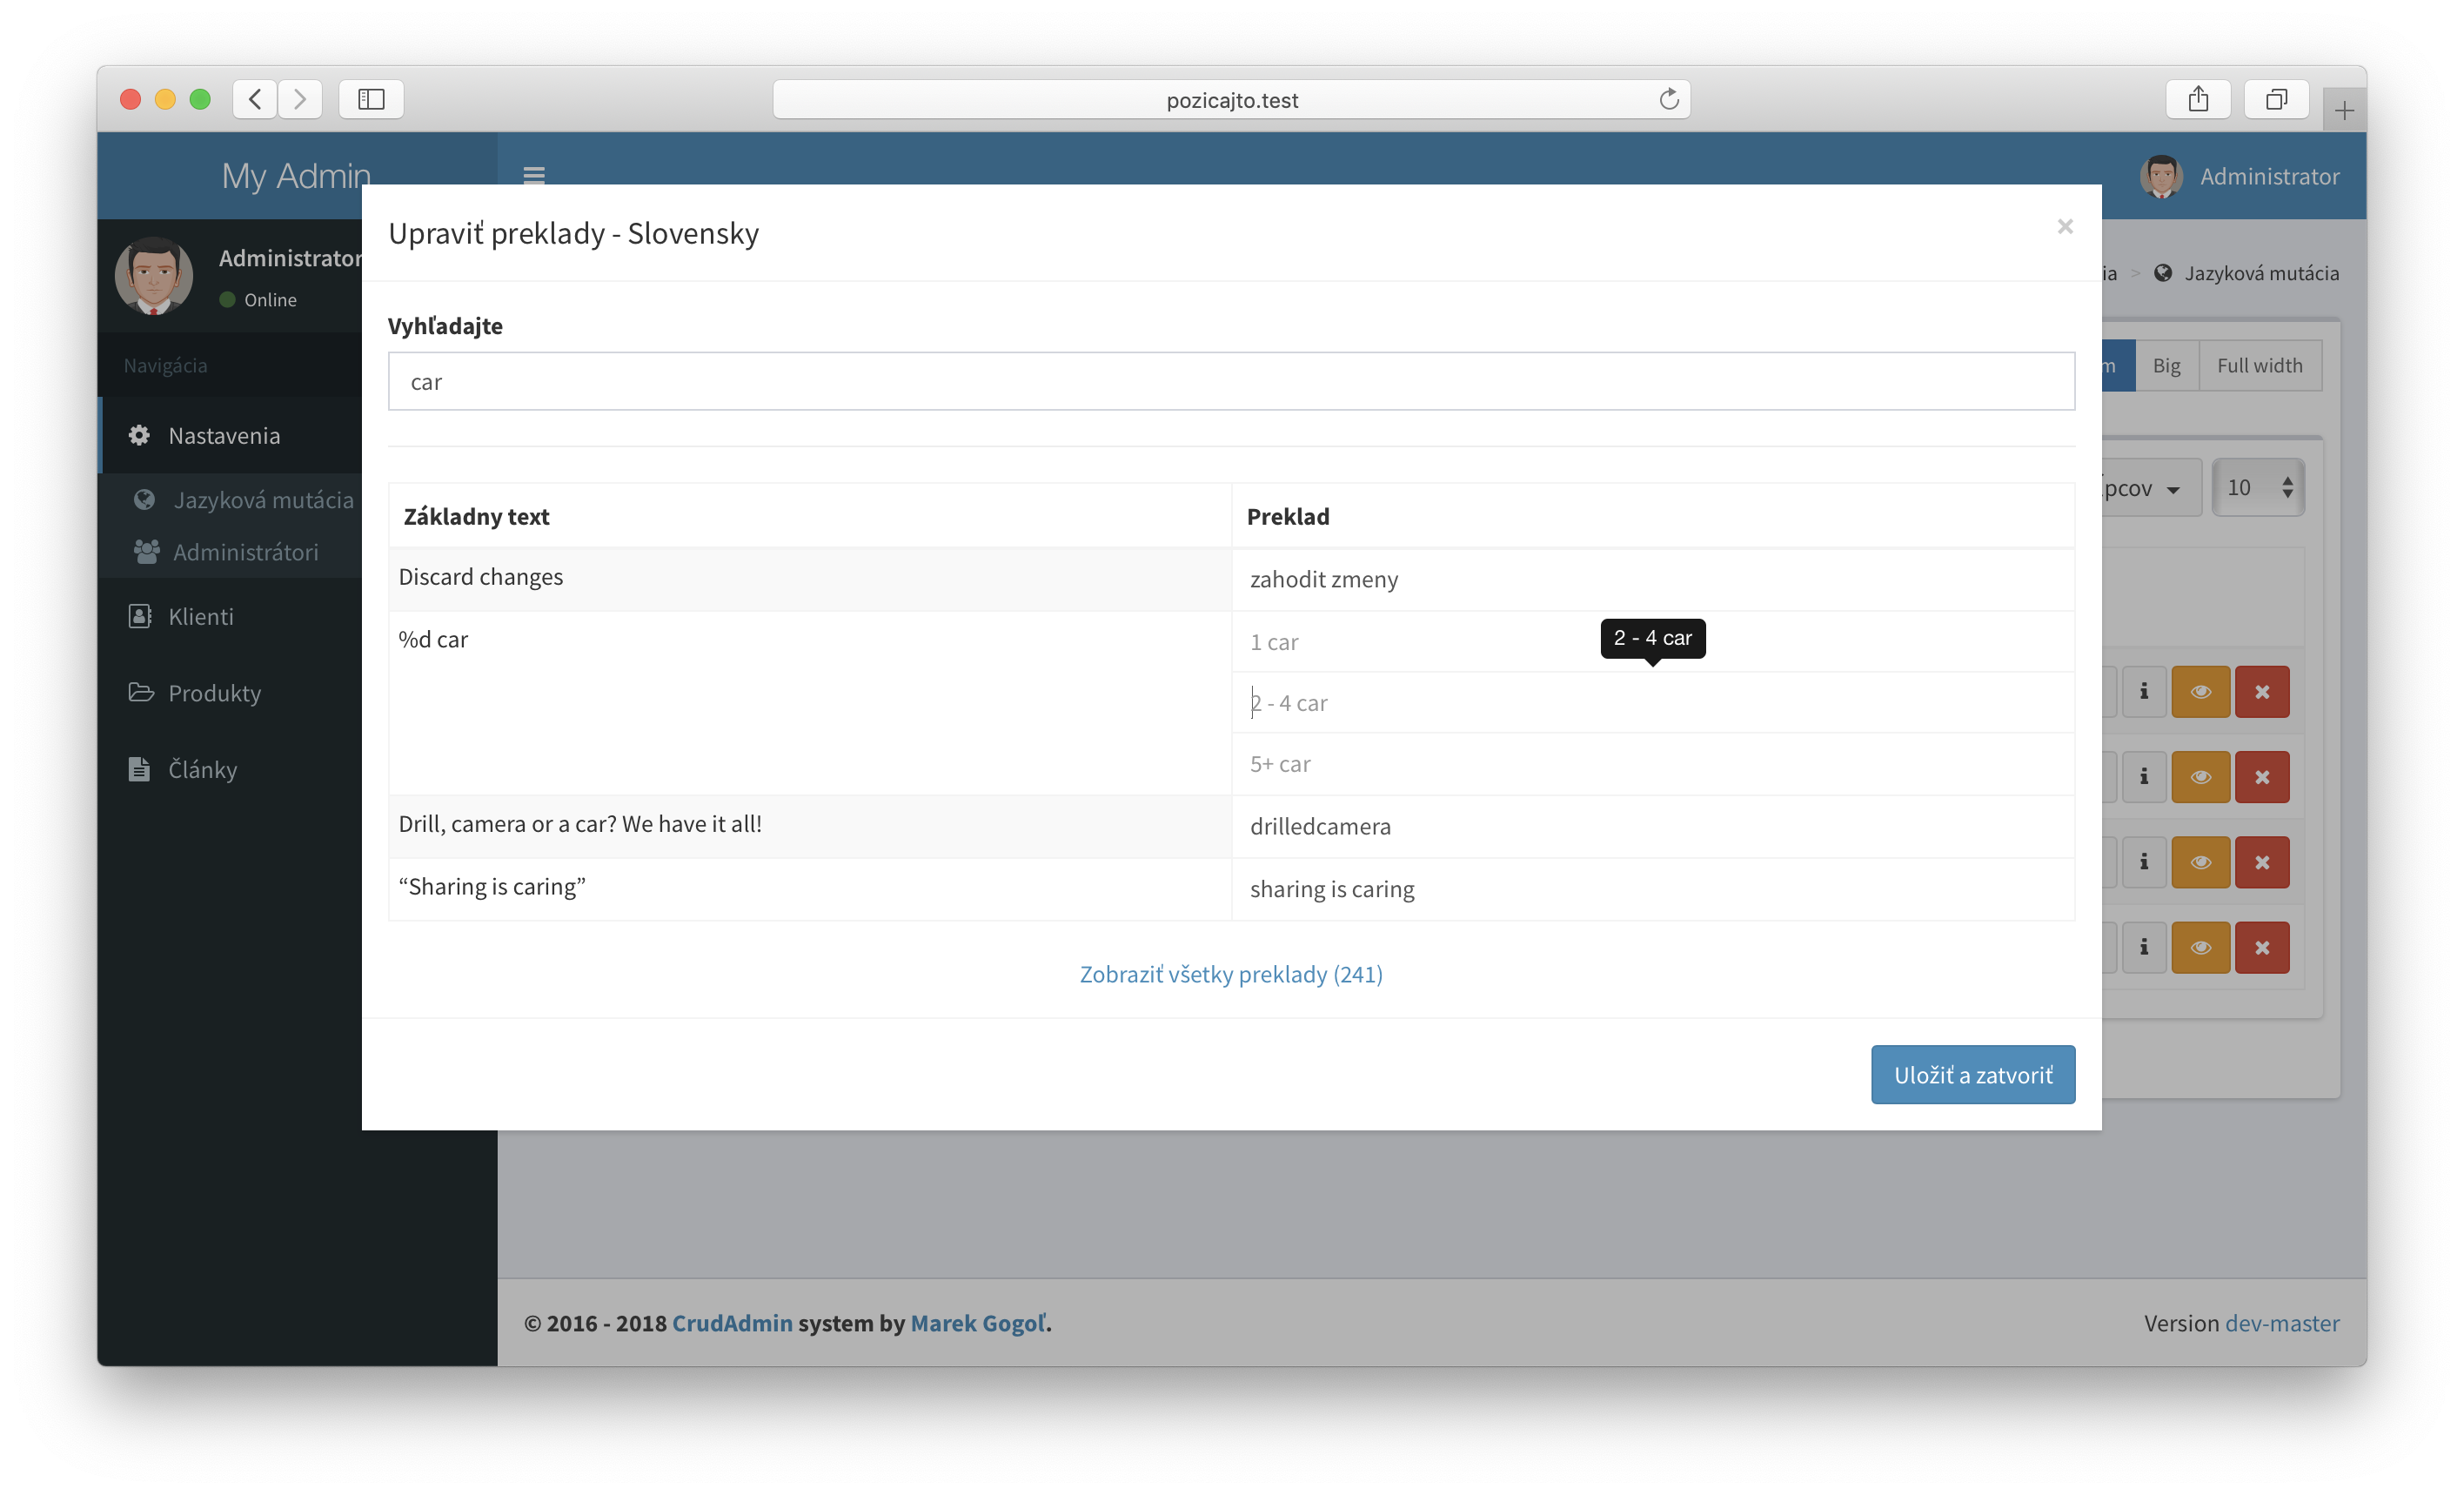 pozicajto.test
My Admin
Administrator
Upraviť preklady - Slovensky
×
Administrator
Online
Jazyková mutácia
Vyhľadajte
car
Navigácia
Big
Full width
Nastavenia
Jazyková mutácia
Administrátori
Klienti
Produkty
Články
10
Základny text
Preklad
Discard changes
zahodit zmeny
%d car
1 car
2 - 4 car
2 - 4 car
5+ car
Drill, camera or a car? We have it all!
drilledcamera
“Sharing is caring”
sharing is caring
Zobraziť všetky preklady (241)
Uložiť a zatvoriť
© 2016 - 2018 CrudAdmin system by Marek Gogoľ.
Version dev-master